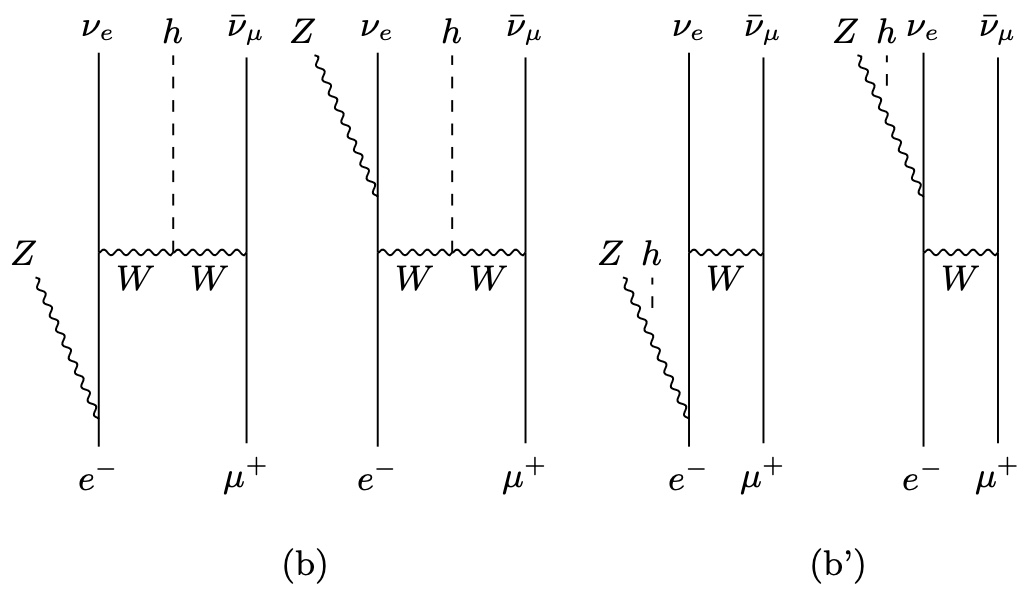 ν_e h ν̄_μ Z ν_e h ν̄_μ ν_e ν̄_μ Z h ν_e ν̄_μ
Z Z h
W W W W W W
e⁻ μ⁺ e⁻ μ⁺ e⁻ μ⁺ e⁻ μ⁺
(b) (b')